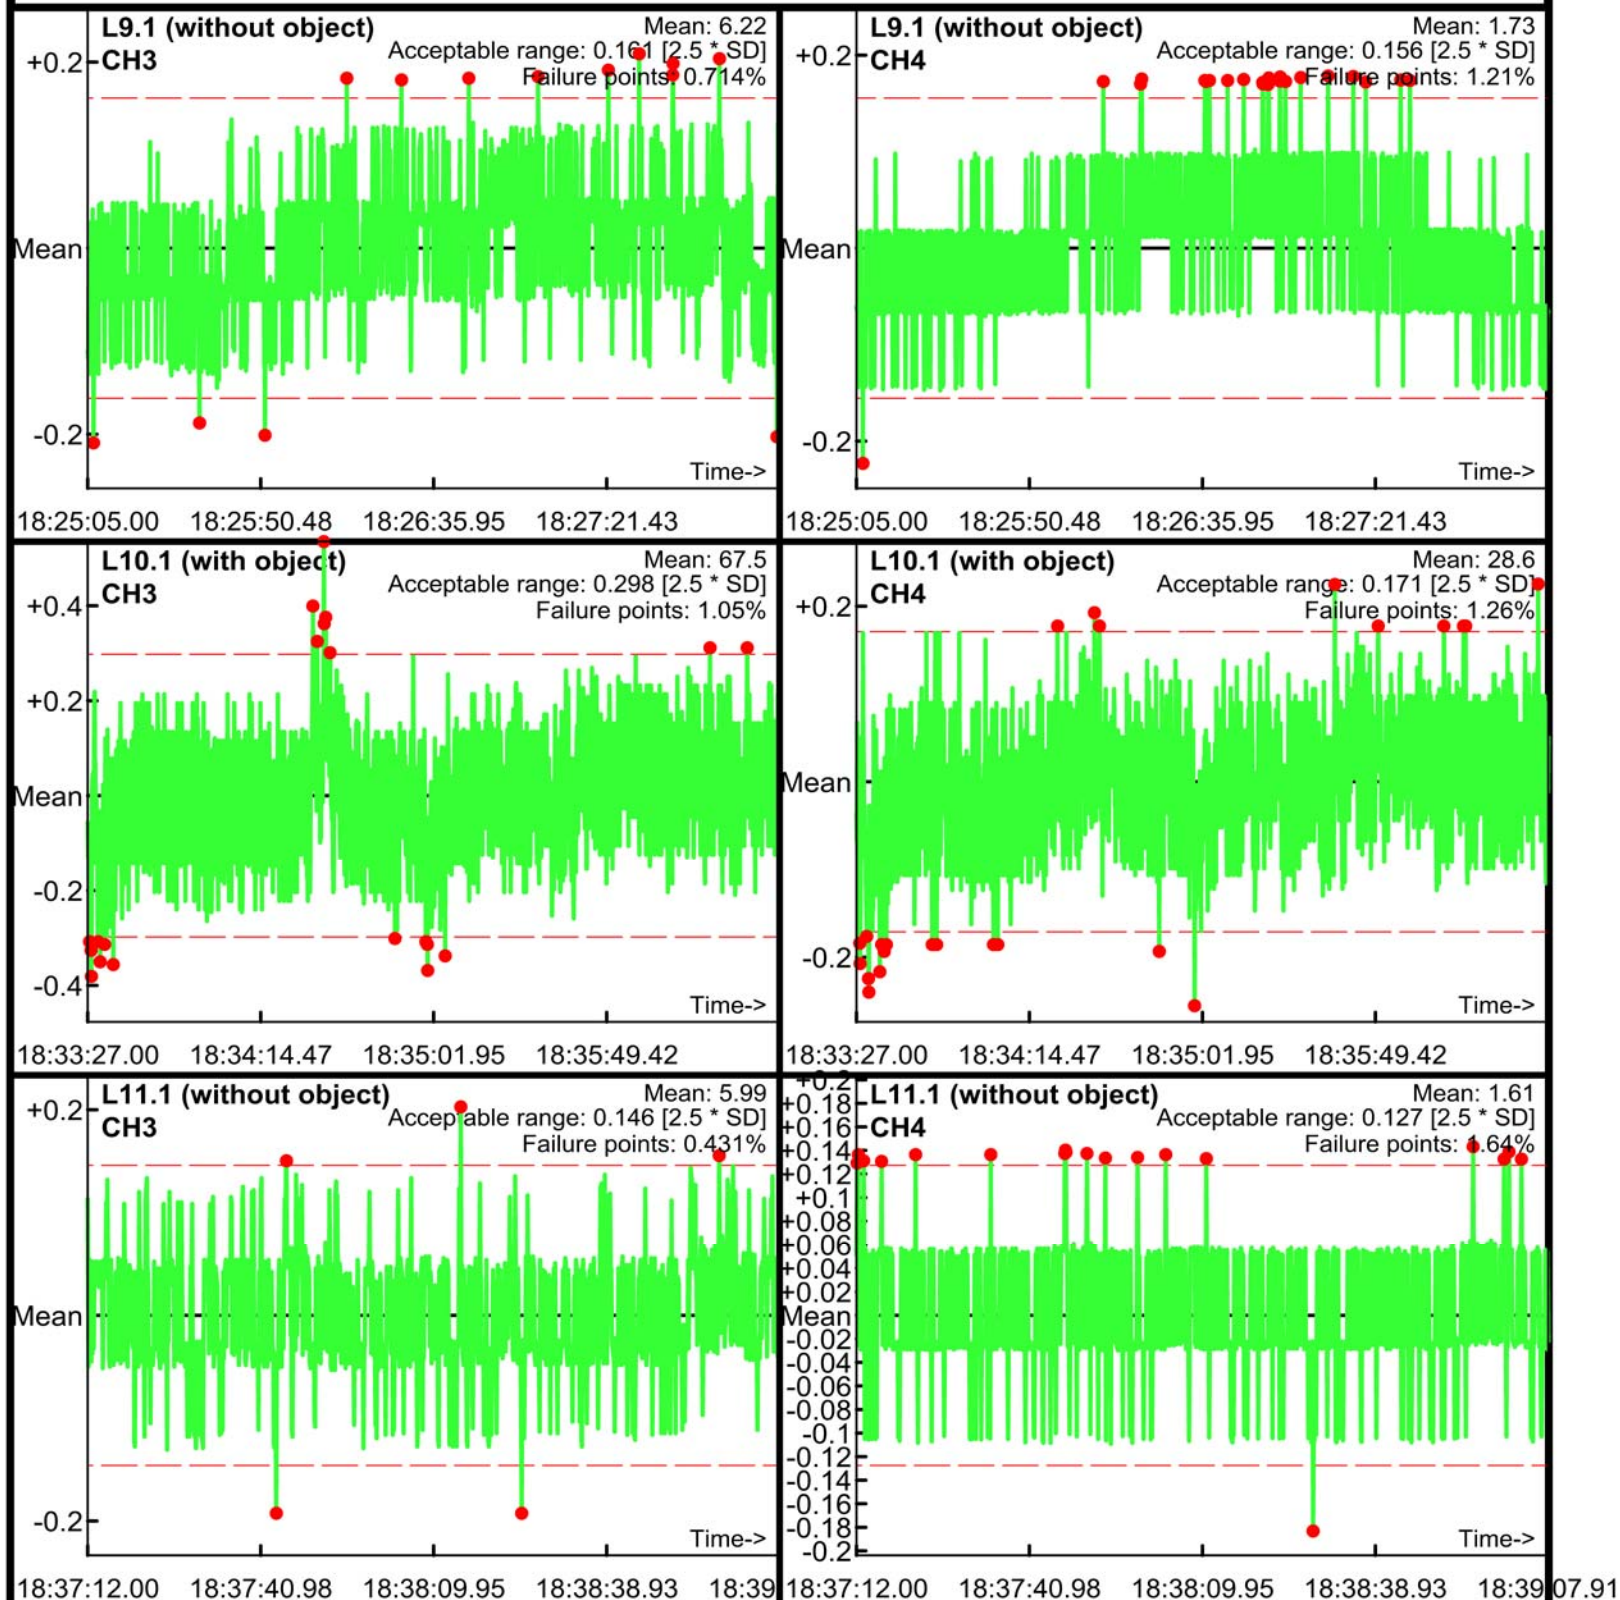 L9.1 (without object)
CH3
Mean: 6.22
Acceptable range: 0.161 [2.5 * SD]
Failure points: 0.714%
+0.2
Mean
-0.2
Time->
18:25:05.00 18:25:50.48 18:26:35.95 18:27:21.43
L9.1 (without object)
CH4
Mean: 1.73
Acceptable range: 0.156 [2.5 * SD]
Failure points: 1.21%
+0.2
Mean
-0.2
Time->
18:25:05.00 18:25:50.48 18:26:35.95 18:27:21.43
L10.1 (with object)
CH3
Mean: 67.5
Acceptable range: 0.298 [2.5 * SD]
Failure points: 1.05%
+0.4
+0.2
Mean
-0.2
-0.4
Time->
18:33:27.00 18:34:14.47 18:35:01.95 18:35:49.42
L10.1 (with object)
CH4
Mean: 28.6
Acceptable range: 0.171 [2.5 * SD]
Failure points: 1.26%
+0.2
Mean
-0.2
Time->
18:33:27.00 18:34:14.47 18:35:01.95 18:35:49.42
L11.1 (without object)
CH3
Mean: 5.99
Acceptable range: 0.146 [2.5 * SD]
Failure points: 0.431%
+0.2
Mean
-0.2
Time->
18:37:12.00 18:37:40.98 18:38:09.95 18:38:38.93 18:39
L11.1 (without object)
CH4
Mean: 1.61
Acceptable range: 0.127 [2.5 * SD]
Failure points: 1.64%
+0.2
+0.18
+0.16
+0.14
+0.12
+0.1
+0.08
+0.06
+0.04
+0.02
Mean
-0.02
-0.04
-0.06
-0.08
-0.1
-0.12
-0.14
-0.16
-0.18
-0.2
Time->
18:37:12.00 18:37:40.98 18:38:09.95 18:38:38.93 18:39:07.91